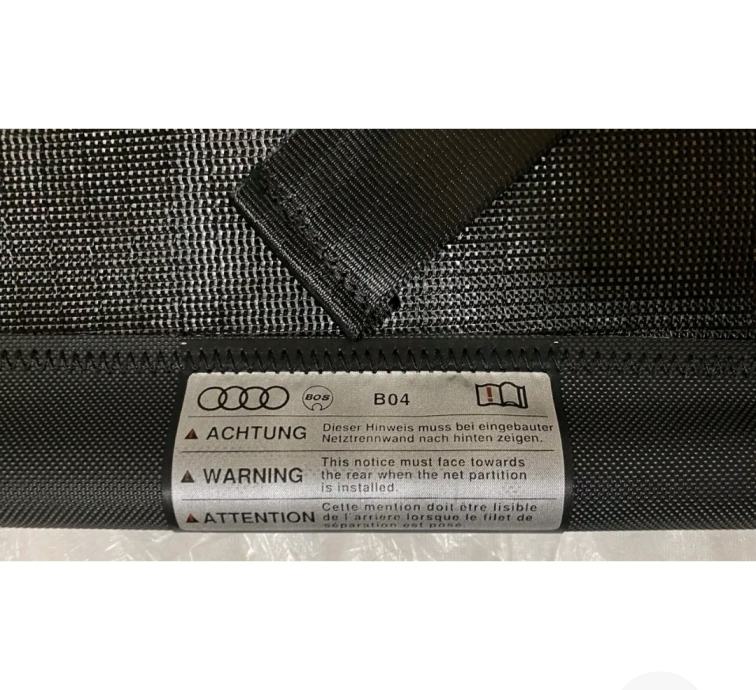 BOS B04
ACHTUNG
Dieser Hinweis muss bei eingebauter
Netztrennwand nach hinten zeigen.
WARNING
This notice must face towards
the rear when the net partition
is installed.
ATTENTION
Cette mention doit être lisible
de l'arriere lorsque le filet de
séparation est posé.